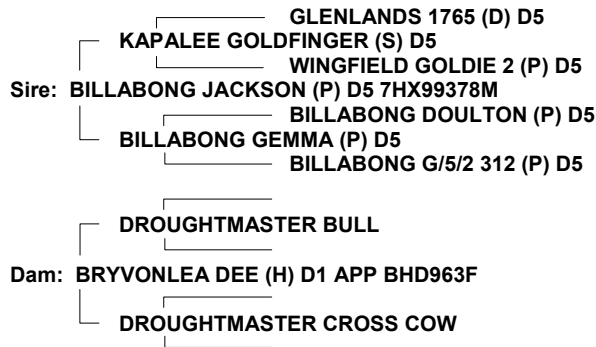 GLENLANDS 1765 (D) D5
KAPALEE GOLDFINGER (S) D5
WINGFIELD GOLDIE 2 (P) D5
Sire: BILLABONG JACKSON (P) D5 7HX99378M
BILLABONG DOULTON (P) D5
BILLABONG GEMMA (P) D5
BILLABONG G/5/2 312 (P) D5
DROUGHTMASTER BULL
Dam: BRYVONLEA DEE (H) D1 APP BHD963F
DROUGHTMASTER CROSS COW